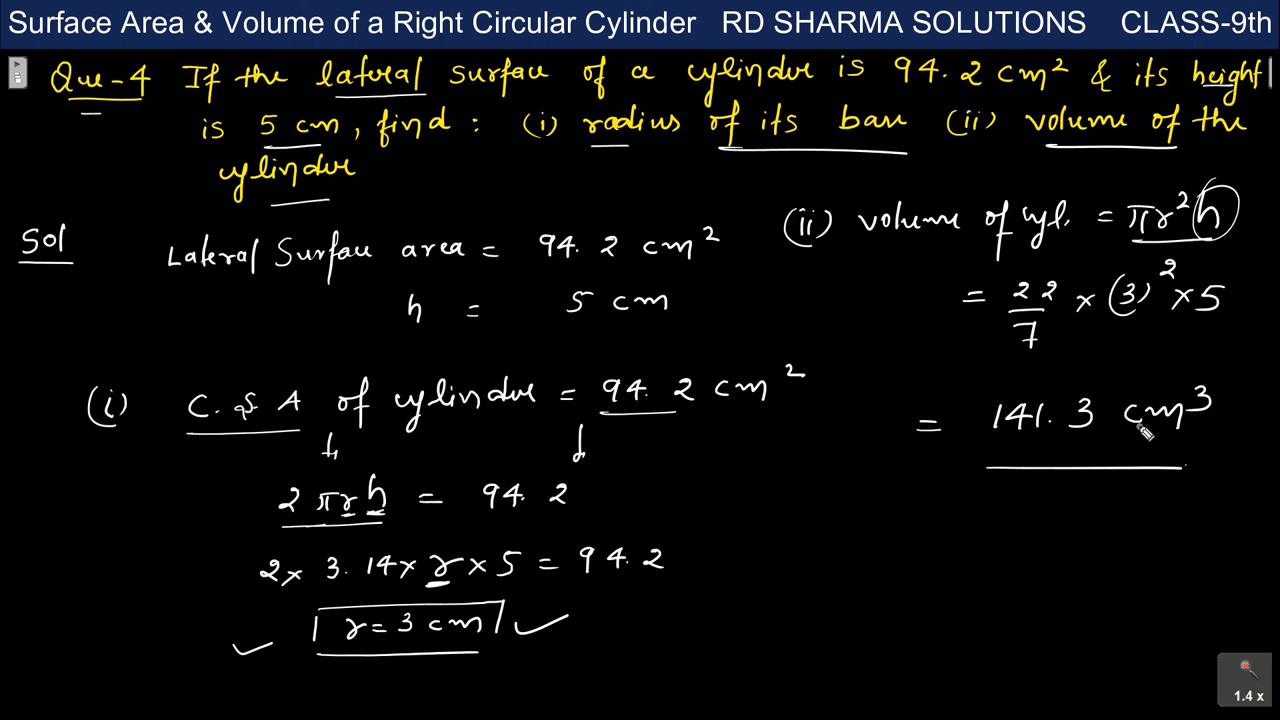 Surface Area & Volume of a Right Circular Cylinder RD SHARMA SOLUTIONS CLASS-9th
Que-4 If the lateral surface of a cylinder is 94.2 cm² & its height
is 5 cm, find : (i) radius of its base (ii) volume of the
cylinder
Sol
Lateral Surface area = 94.2 cm²
h = 5 cm
(i) C.S.A of cylinder = 94.2 cm²
2πrh = 94.2
2 × 3.14 × r × 5 = 94.2
r = 3 cm
(ii) volume of cyl. = πr²h
= 22/7 × (3)² × 5
= 141.3 cm³
1.4 x